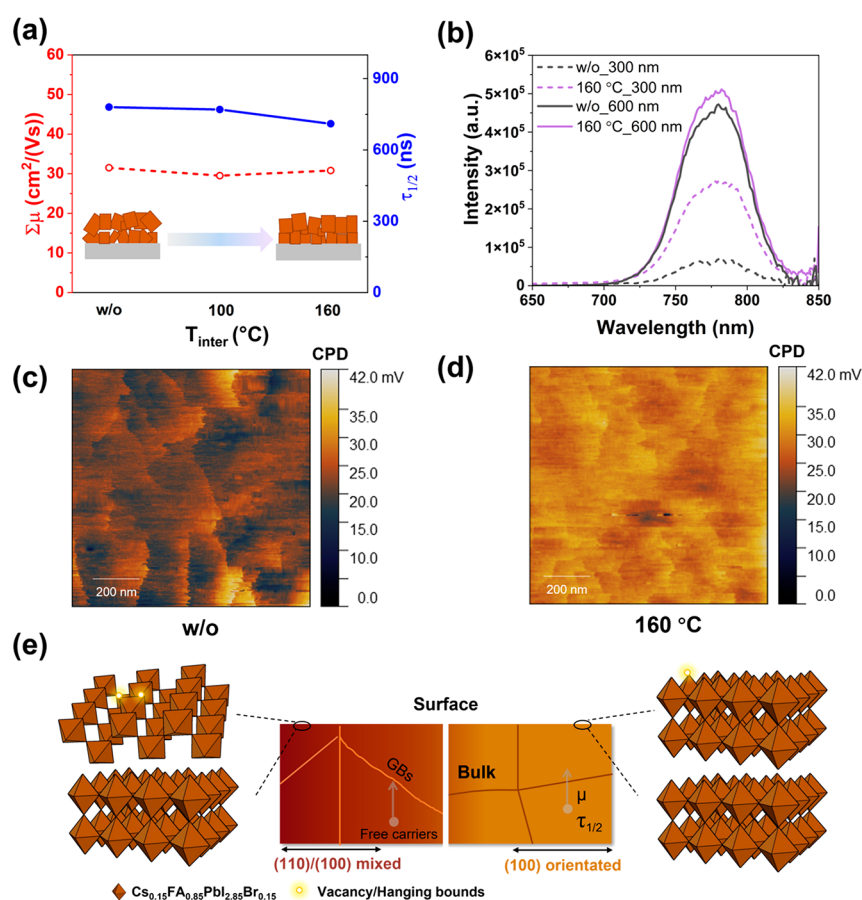 (a)
60
50
40
30
20
10
0
Σμ (cm²/(Vs))
900
600
300
0
τ1/2 (ns)
w/o
100
160
Tinter (°C)
(b)
6×10⁵
5×10⁵
4×10⁵
3×10⁵
2×10⁵
1×10⁵
0
Intensity (a.u.)
w/o_300 nm
160 °C_300 nm
w/o_600 nm
160 °C_600 nm
650
700
750
800
850
Wavelength (nm)
(c)
CPD
42.0 mV
35.0
30.0
25.0
20.0
15.0
10.0
0.0
200 nm
w/o
(d)
CPD
42.0 mV
35.0
30.0
25.0
20.0
15.0
10.0
0.0
200 nm
160 °C
(e)
Surface
GBs
Free carriers
Bulk
μ
τ1/2
(110)/(100) mixed
(100) orientated
Cs0.15FA0.85PbI2.85Br0.15
Vacancy/Hanging bounds